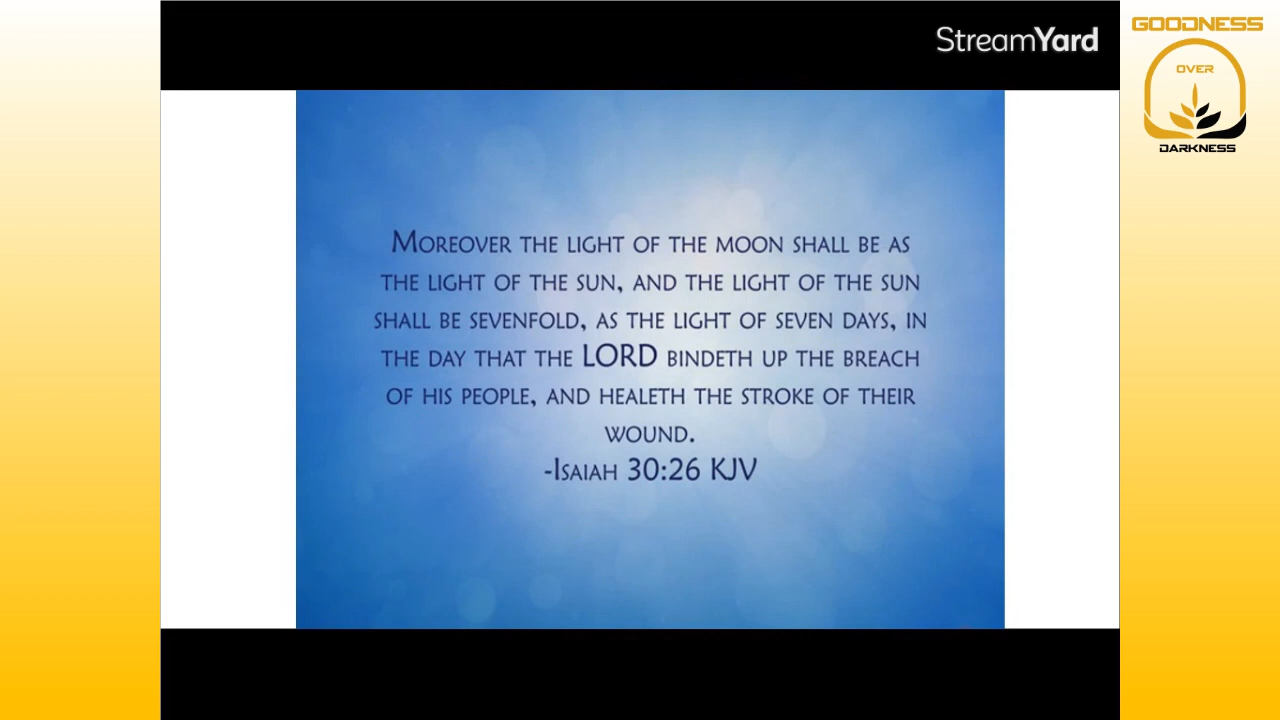 StreamYard
GOODNESS
OVER
DARKNESS
Moreover the light of the moon shall be as
the light of the sun, and the light of the sun
shall be sevenfold, as the light of seven days, in
the day that the LORD bindeth up the breach
of his people, and healeth the stroke of their
wound.
-Isaiah 30:26 KJV